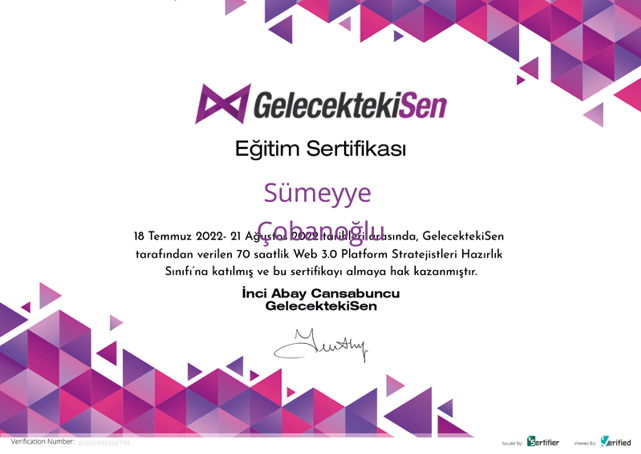 GelecektekiSen
Eğitim Sertifikası
Sümeyye
Çobanoğlu
18 Temmuz 2022- 21 Ağustos 2022 tarihleri arasında, GelecektekiSen
tarafından verilen 70 saatlik Web 3.0 Platform Stratejistleri Hazırlık
Sınıfı'na katılmış ve bu sertifikayı almaya hak kazanmıştır.
İnci Abay Cansabuncu
GelecektekiSen
Verification Number:
Issued by Sertifier
Viewed By Verified